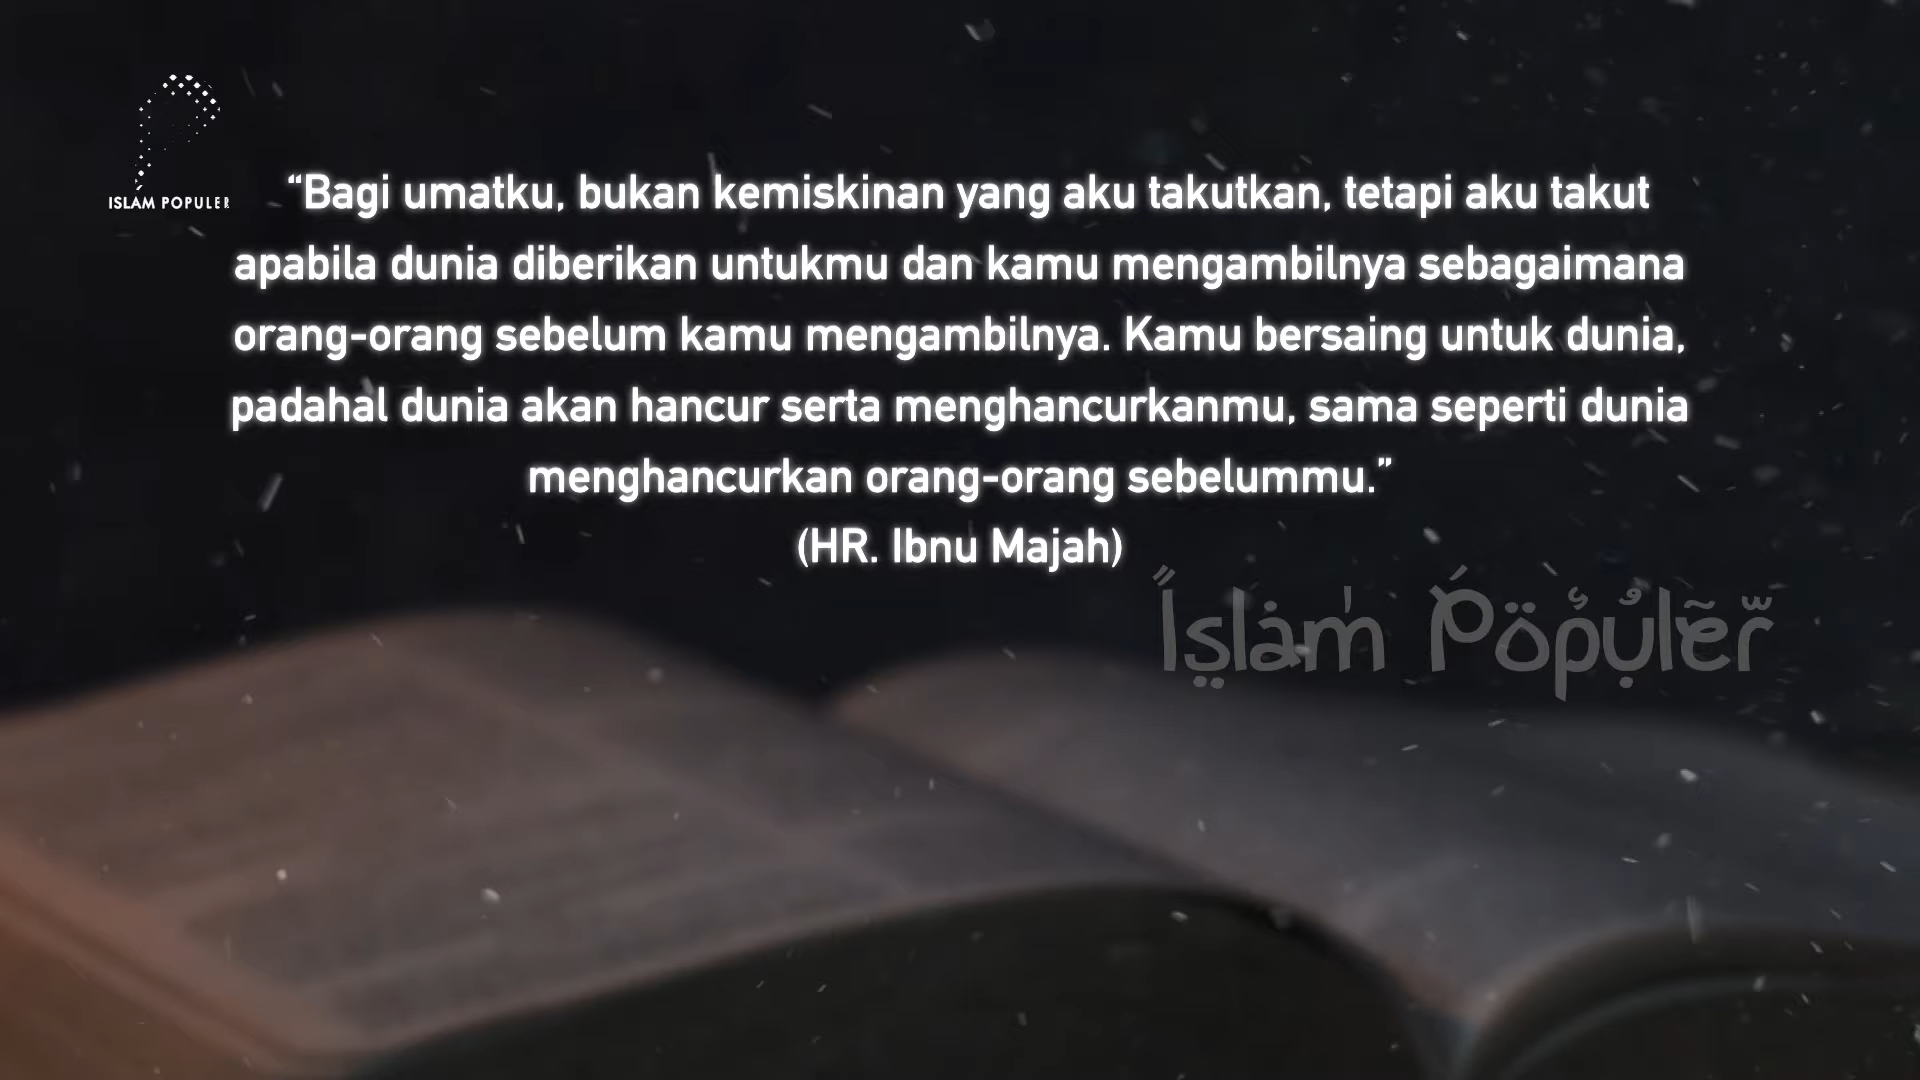 ISLAM POPULER
“Bagi umatku, bukan kemiskinan yang aku takutkan, tetapi aku takut
apabila dunia diberikan untukmu dan kamu mengambilnya sebagaimana
orang-orang sebelum kamu mengambilnya. Kamu bersaing untuk dunia,
padahal dunia akan hancur serta menghancurkanmu, sama seperti dunia
menghancurkan orang-orang sebelummu.”
(HR. Ibnu Majah)
Islam Populer